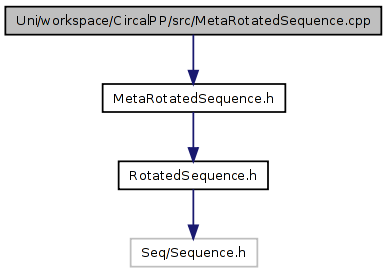 Uni/workspace/CircalPP/src/MetaRotatedSequence.cpp
MetaRotatedSequence.h
RotatedSequence.h
Seq/Sequence.h